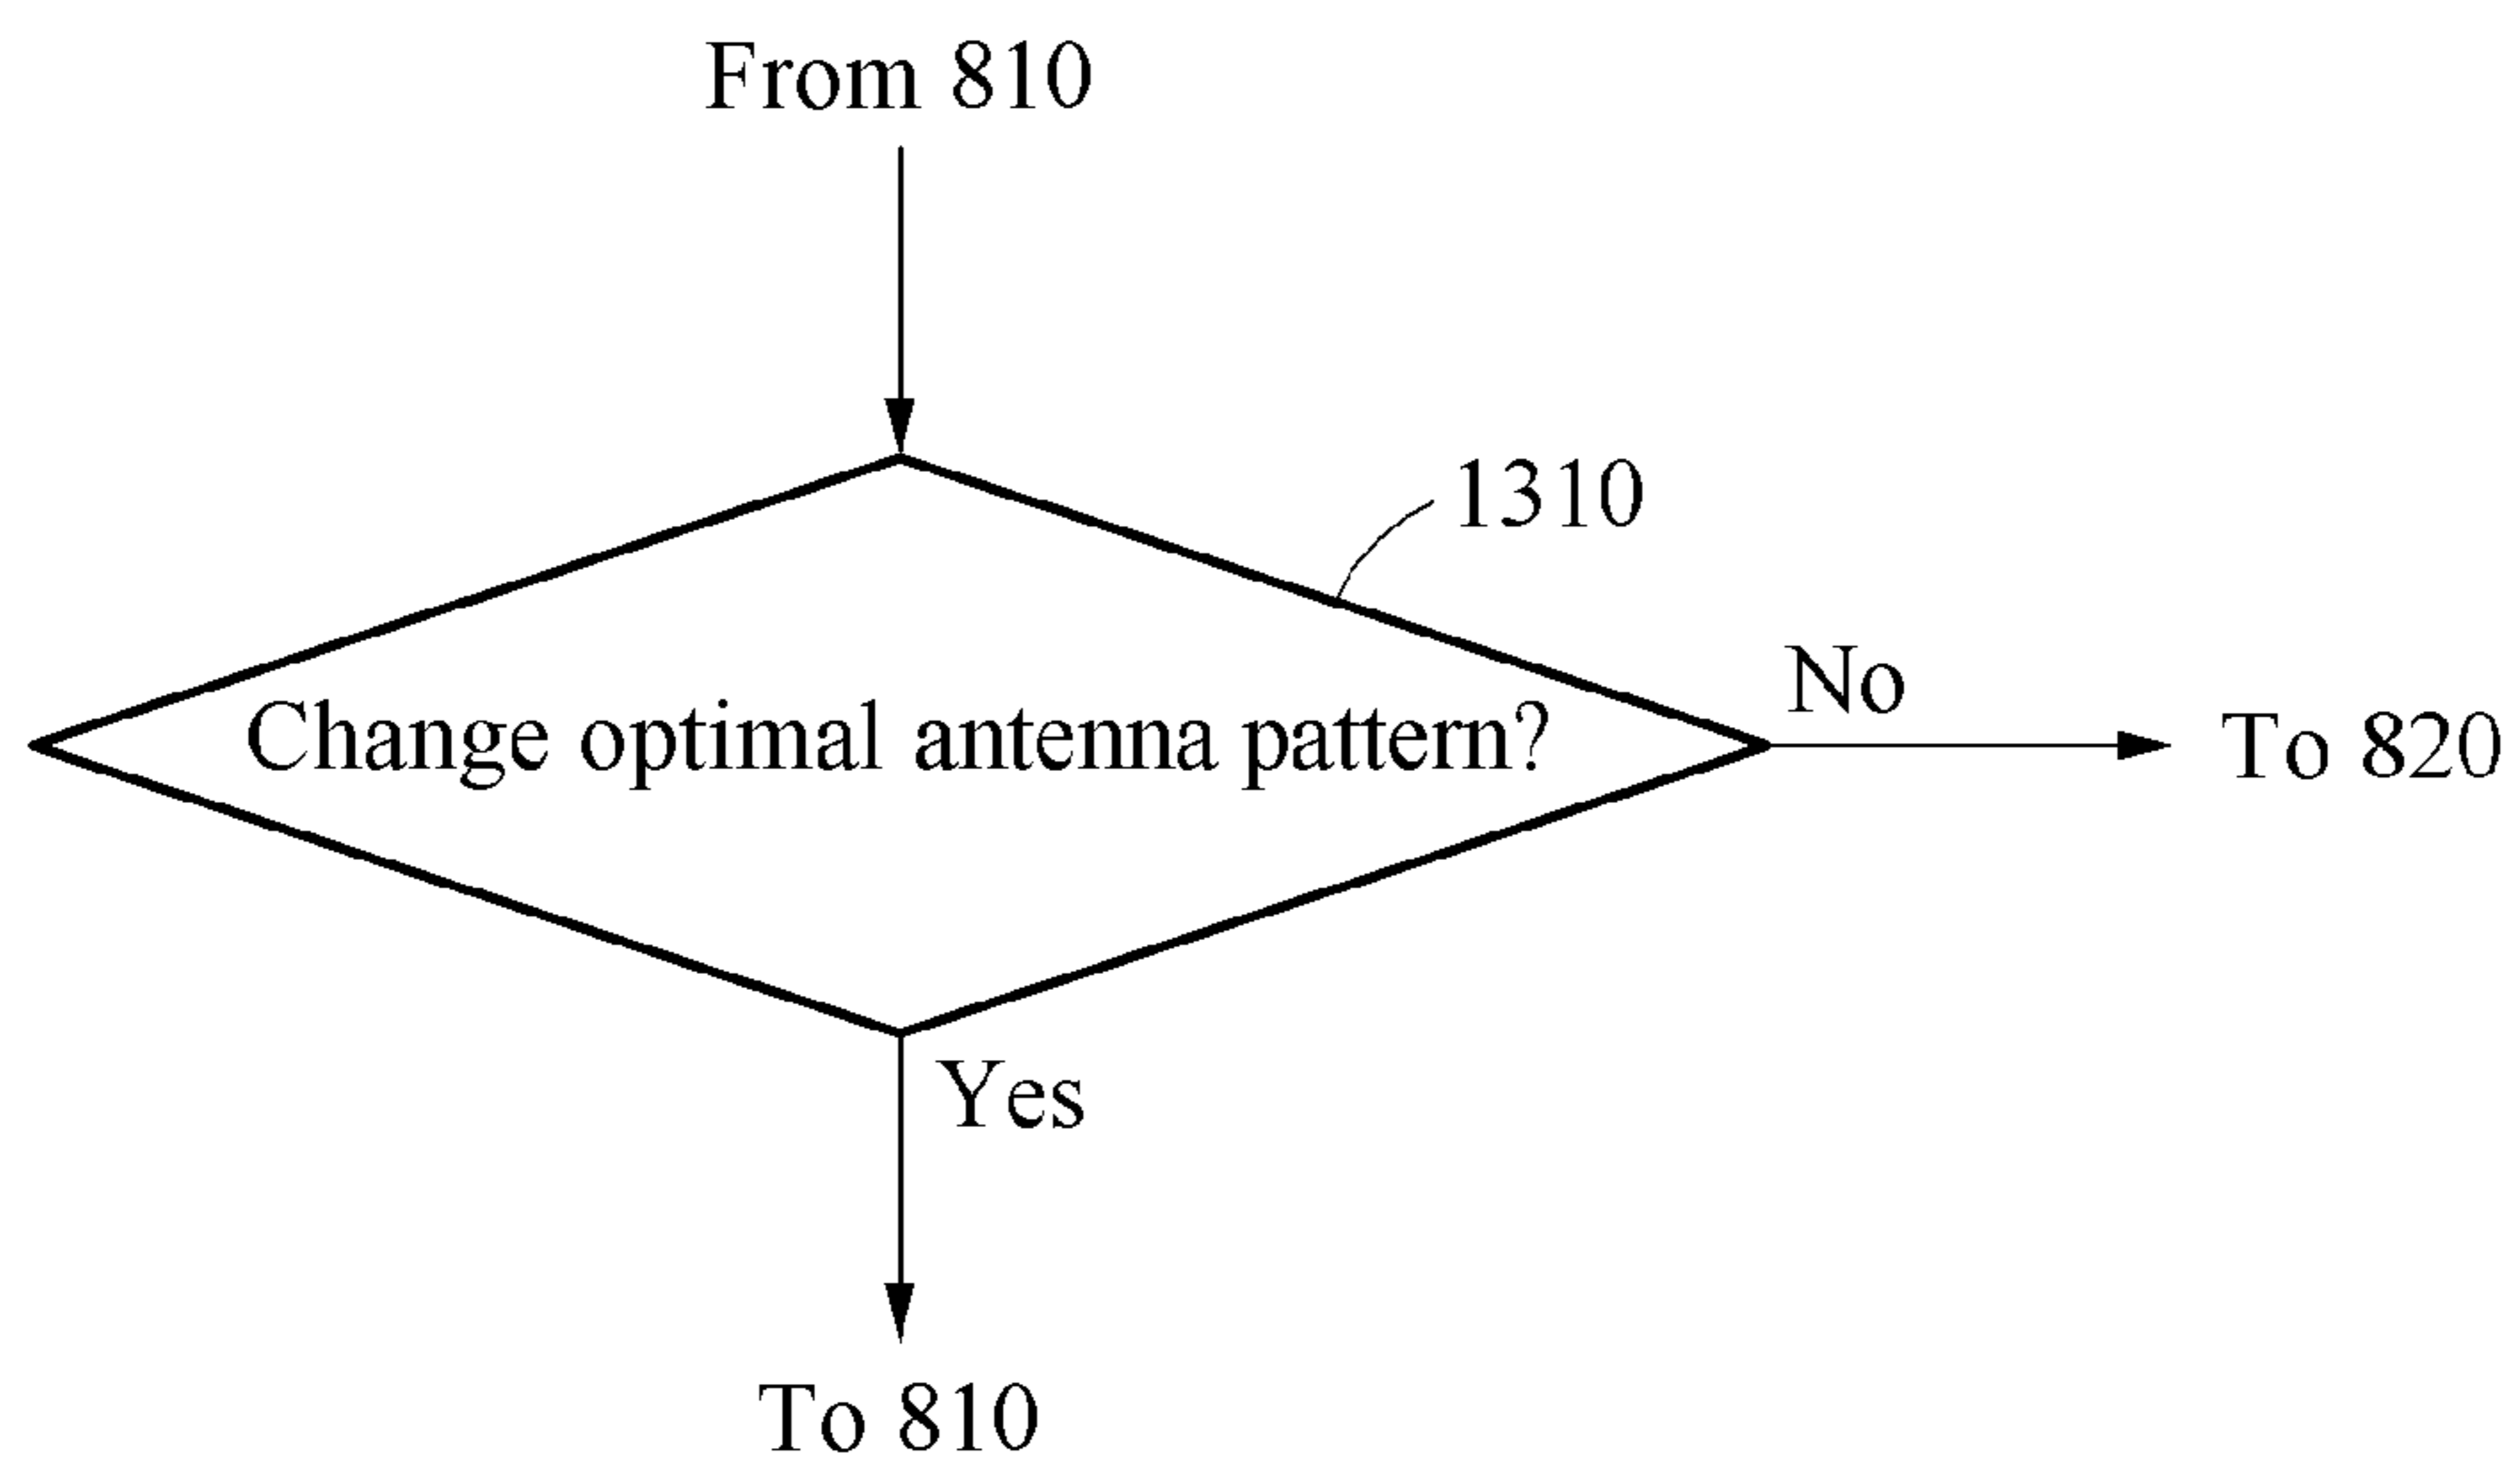 From 810
1310
No
Change optimal antenna pattern?
To 820
Yes
To 810